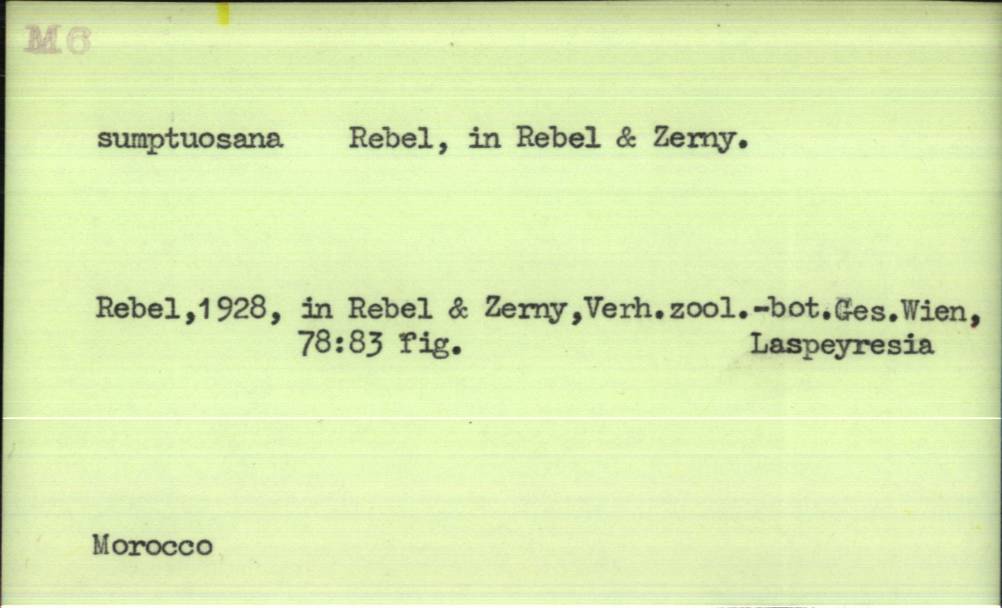 M6
sumptuosana Rebel, in Rebel & Zerny.
Rebel,1928, in Rebel & Zerny,Verh.zool.-bot.Ges.Wien,
78:83 fig. Laspeyresia
Morocco